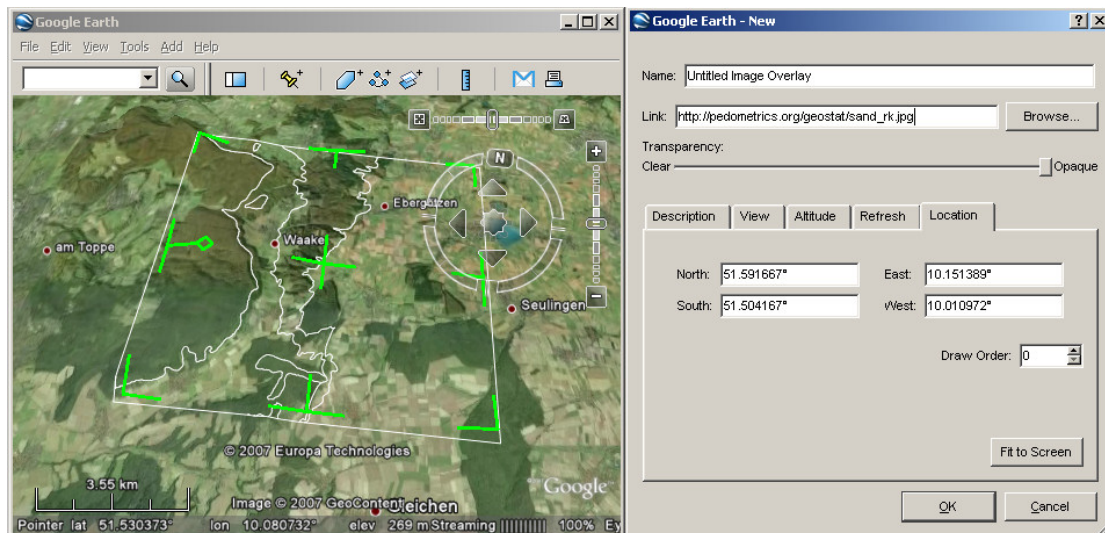 Google Earth
File Edit View Tools Add Help
N
Ebergötzen
Waake
am Toppe
Seulingen
© 2007 Europa Technologies
3.55 km
Image © 2007 GeoContent
Gleichen
Google™
Pointer lat 51.530373° lon 10.080732° elev 269 m Streaming |||||||||| 100% Ey
Google Earth - New
Name: Untitled Image Overlay
Link: http://pedometrics.org/geostat/sand_rk.jpg Browse...
Transparency:
Clear Opaque
Description View Altitude Refresh Location
North: 51.591667° East: 10.151389°
South: 51.504167° West: 10.010972°
Draw Order: 0
Fit to Screen
OK Cancel